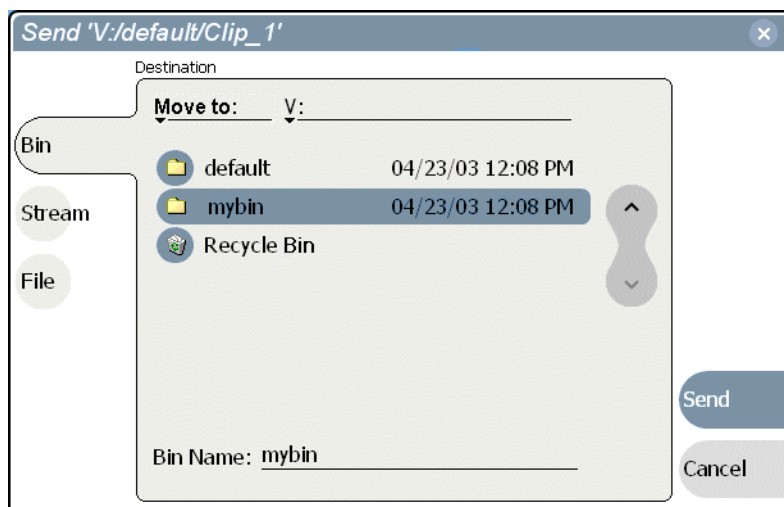 Send 'V:/default/Clip_1'
Destination
Move to: V:
Bin
default 04/23/03 12:08 PM
mybin 04/23/03 12:08 PM
Stream
Recycle Bin
File
Send
Bin Name: mybin
Cancel